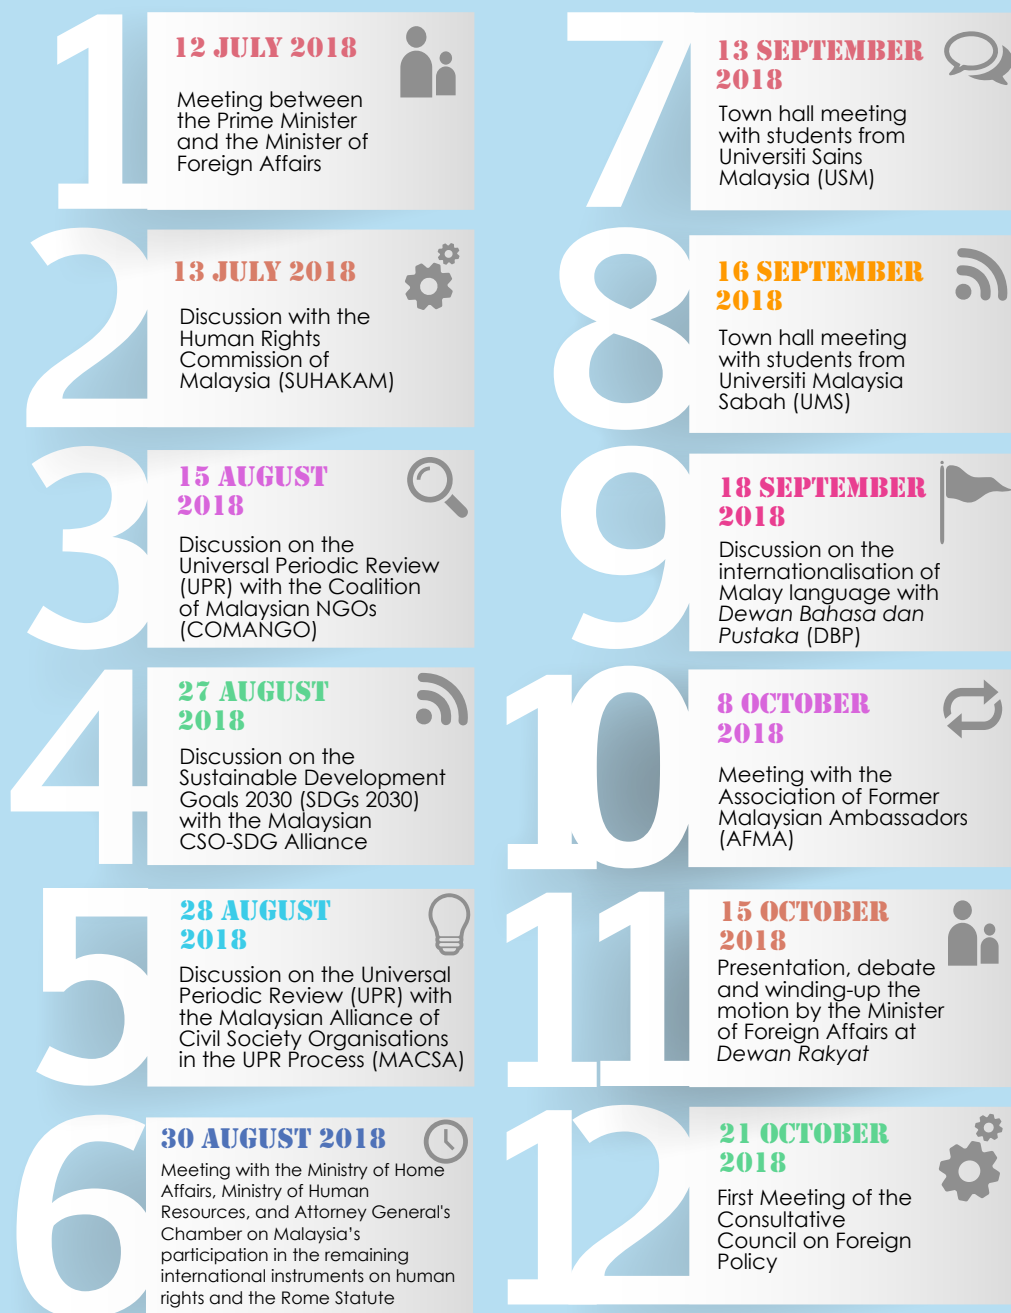 1
12 JULY 2018
Meeting between
the Prime Minister
and the Minister of
Foreign Affairs
2
13 JULY 2018
Discussion with the
Human Rights
Commission of
Malaysia (SUHAKAM)
3
15 AUGUST
2018
Discussion on the
Universal Periodic Review
(UPR) with the Coalition
of Malaysian NGOs
(COMANGO)
4
27 AUGUST
2018
Discussion on the
Sustainable Development
Goals 2030 (SDGs 2030)
with the Malaysian
CSO-SDG Alliance
5
28 AUGUST
2018
Discussion on the Universal
Periodic Review (UPR) with
the Malaysian Alliance of
Civil Society Organisations
in the UPR Process (MACSA)
6
30 AUGUST 2018
Meeting with the Ministry of Home
Affairs, Ministry of Human
Resources, and Attorney General's
Chamber on Malaysia's
participation in the remaining
international instruments on human
rights and the Rome Statute
7
13 SEPTEMBER
2018
Town hall meeting
with students from
Universiti Sains
Malaysia (USM)
8
16 SEPTEMBER
2018
Town hall meeting
with students from
Universiti Malaysia
Sabah (UMS)
9
18 SEPTEMBER
2018
Discussion on the
internationalisation of
Malay language with
Dewan Bahasa dan
Pustaka (DBP)
10
8 OCTOBER
2018
Meeting with the
Association of Former
Malaysian Ambassadors
(AFMA)
11
15 OCTOBER
2018
Presentation, debate
and winding-up the
motion by the Minister
of Foreign Affairs at
Dewan Rakyat
12
21 OCTOBER
2018
First Meeting of the
Consultative
Council on Foreign
Policy